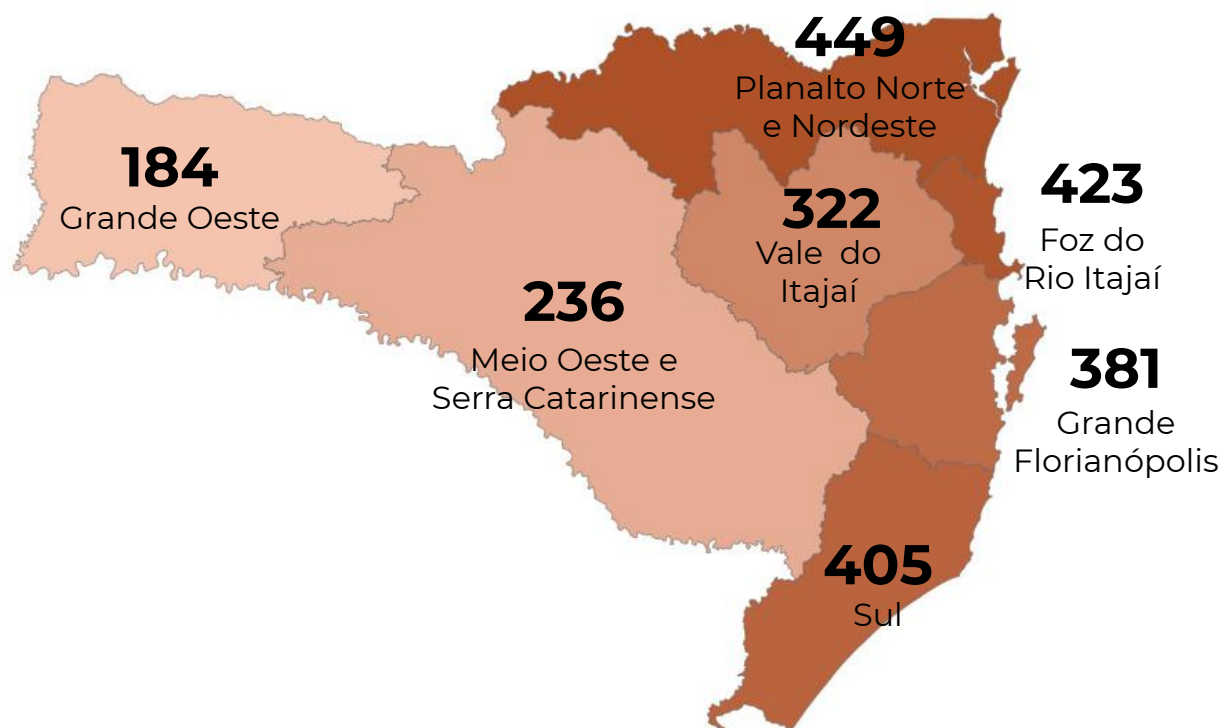 449
Planalto Norte
e Nordeste
184
Grande Oeste
322
Vale do
Itajaí
423
Foz do
Rio Itajaí
236
Meio Oeste e
Serra Catarinense
381
Grande
Florianópolis
405
Sul